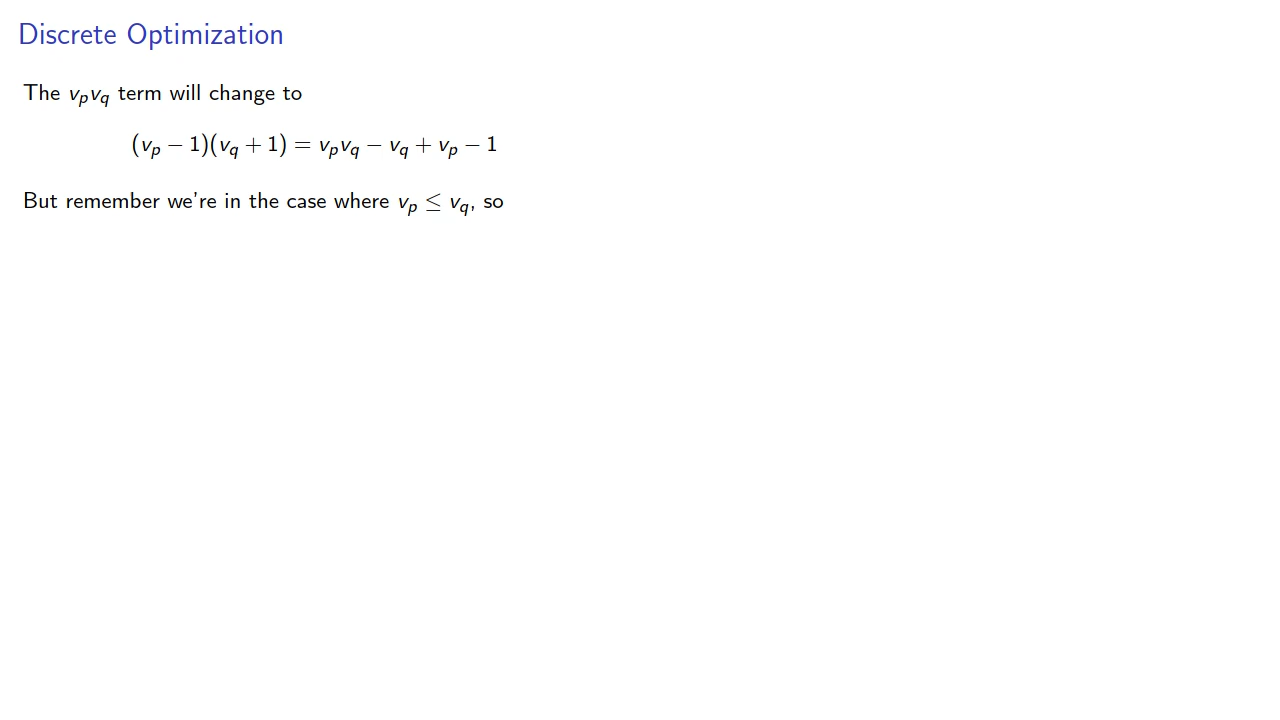 Discrete Optimization
The $v_p v_q$ term will change to
$(v_p - 1)(v_q + 1) = v_p v_q - v_q + v_p - 1$
But remember we're in the case where $v_p \leq v_q$, so